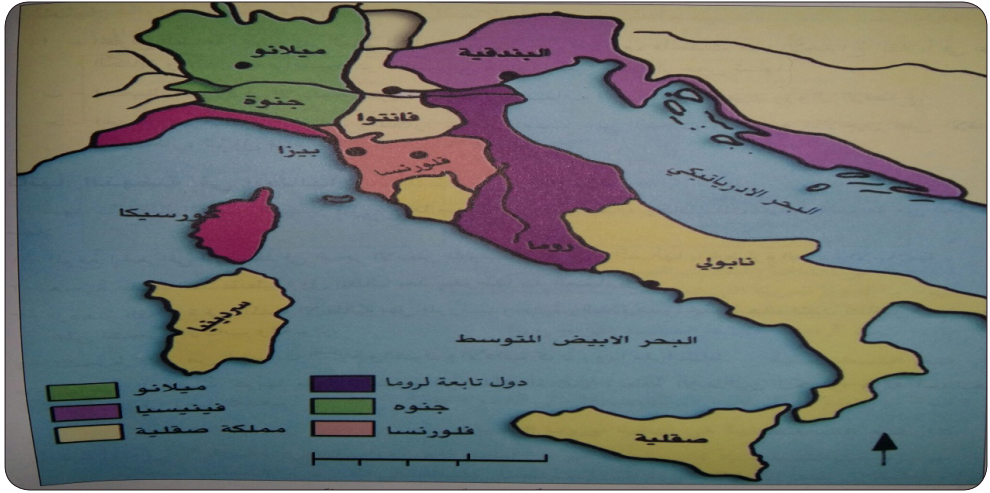 ميلانو
البندقية
جنوة
فانتوا
بيزا
فلورنسا
البحر الادرياتيكي
ورسيكا
روما
نابولي
سردينيا
البحر الابيض المتوسط
صقلية
ميلانو
فينيسيا
مملكة صقلية
دول تابعة لروما
جنوه
فلورنسا